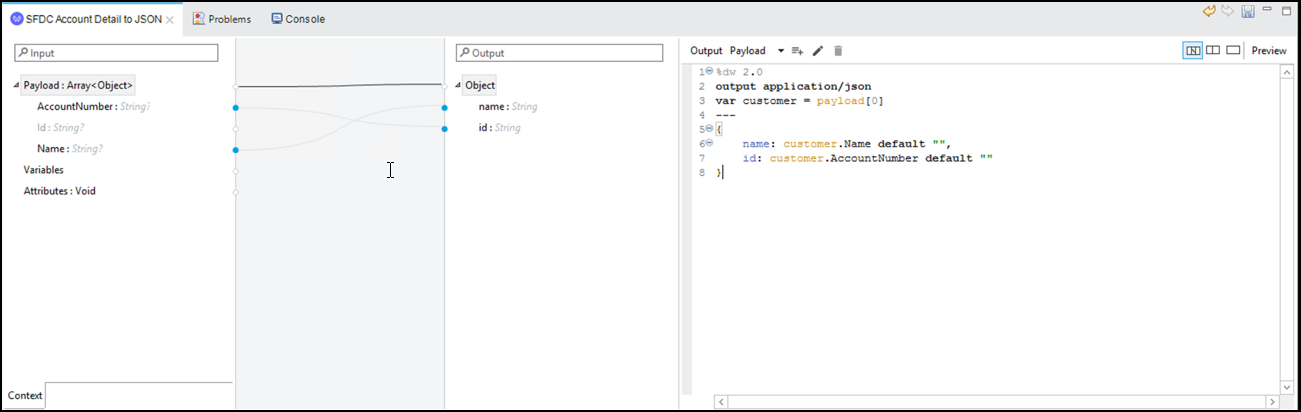 SFDC Account Detail to JSON
Problems
Console
Input
Payload : Array<Object>
AccountNumber : String?
Id : String?
Name : String?
Variables
Attributes : Void
Context
Output
Object
name : String
id : String
Output Payload
Preview
1 %dw 2.0
2 output application/json
3 var customer = payload[0]
4 ---
5 {
6 name: customer.Name default "",
7 id: customer.AccountNumber default ""
8 }